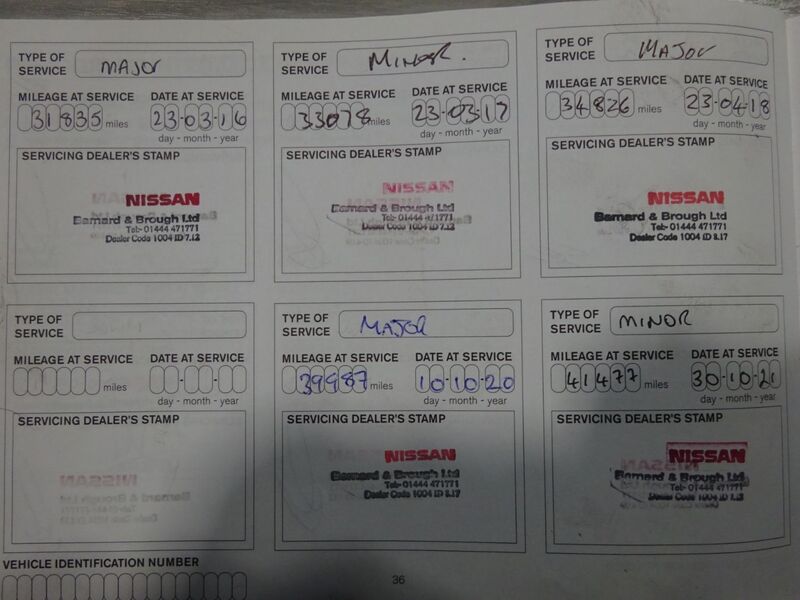 TYPE OF SERVICE MAJOR
MILEAGE AT SERVICE DATE AT SERVICE
31835 miles 23-03-16
day - month - year
SERVICING DEALER'S STAMP
NISSAN
Barnard & Brough Ltd
Tel:- 01444 471771
Dealer Code 1004 ID 7.12
TYPE OF SERVICE MINOR.
MILEAGE AT SERVICE DATE AT SERVICE
33078 miles 23-03-17
day - month - year
SERVICING DEALER'S STAMP
NISSAN
Barnard & Brough Ltd
Tel:- 01444 471771
Dealer Code 1004 ID 7.12
TYPE OF SERVICE MAJOR
MILEAGE AT SERVICE DATE AT SERVICE
34826 miles 23-04-18
day - month - year
SERVICING DEALER'S STAMP
NISSAN
Barnard & Brough Ltd
Tel:- 01444 471771
Dealer Code 1004 ID 8.17
TYPE OF SERVICE
MILEAGE AT SERVICE DATE AT SERVICE
miles - -
day - month - year
SERVICING DEALER'S STAMP
TYPE OF SERVICE MAJOR
MILEAGE AT SERVICE DATE AT SERVICE
39987 miles 10-10-20
day - month - year
SERVICING DEALER'S STAMP
NISSAN
Barnard & Brough Ltd
Tel:- 01444 471771
Dealer Code 1004 ID 8.17
TYPE OF SERVICE MINOR
MILEAGE AT SERVICE DATE AT SERVICE
41477 miles 30-10-21
day - month - year
SERVICING DEALER'S STAMP
NISSAN
Barnard & Brough Ltd
Tel:- 01444 471771
Dealer Code 1004 ID 7.12
VEHICLE IDENTIFICATION NUMBER
36